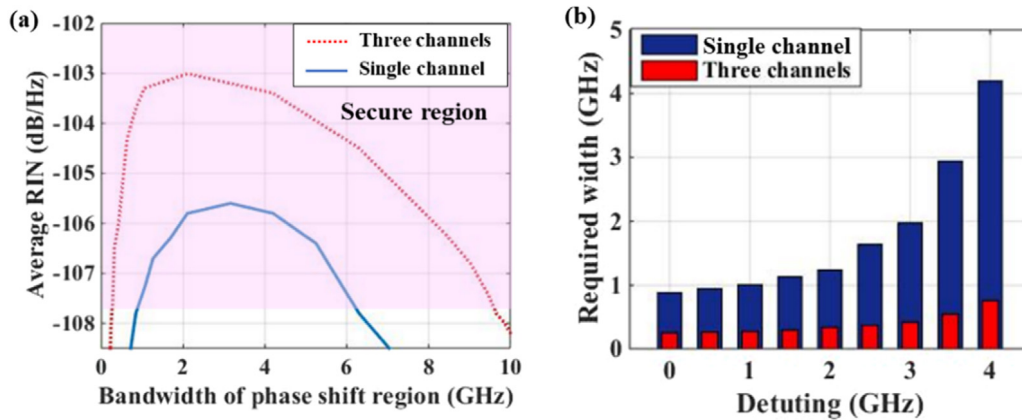 (a)
Average RIN (dB/Hz)
-102
-103
-104
-105
-106
-107
-108
Three channels
Single channel
Secure region
0 2 4 6 8 10
Bandwidth of phase shift region (GHz)
(b)
Required width (GHz)
5
4
3
2
1
0
Single channel
Three channels
0 1 2 3 4
Detuting (GHz)